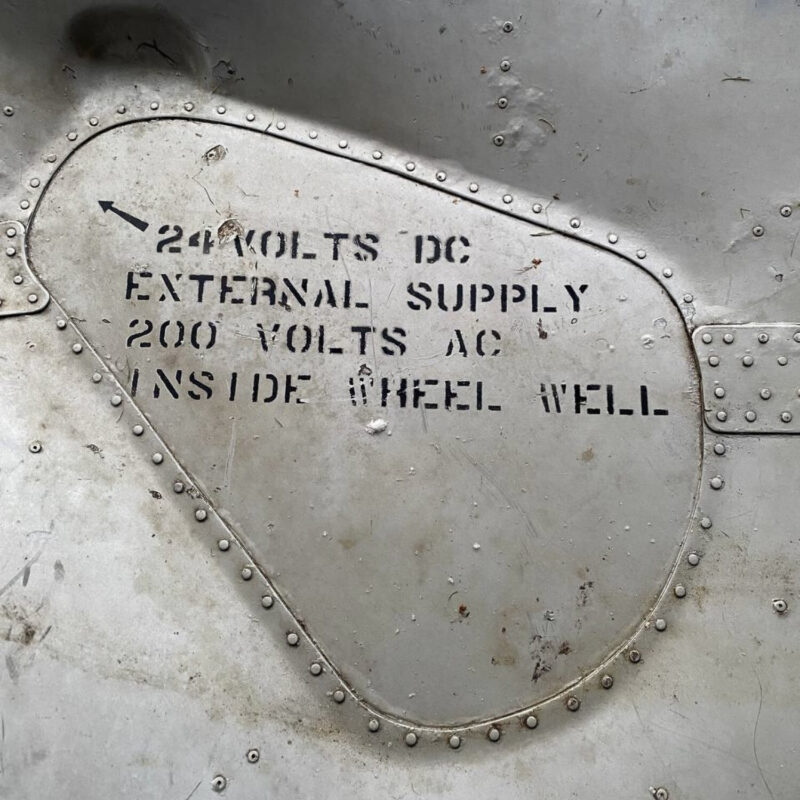 24 VOLTS DC
EXTERNAL SUPPLY
200 VOLTS AC
INSIDE WHEEL WELL